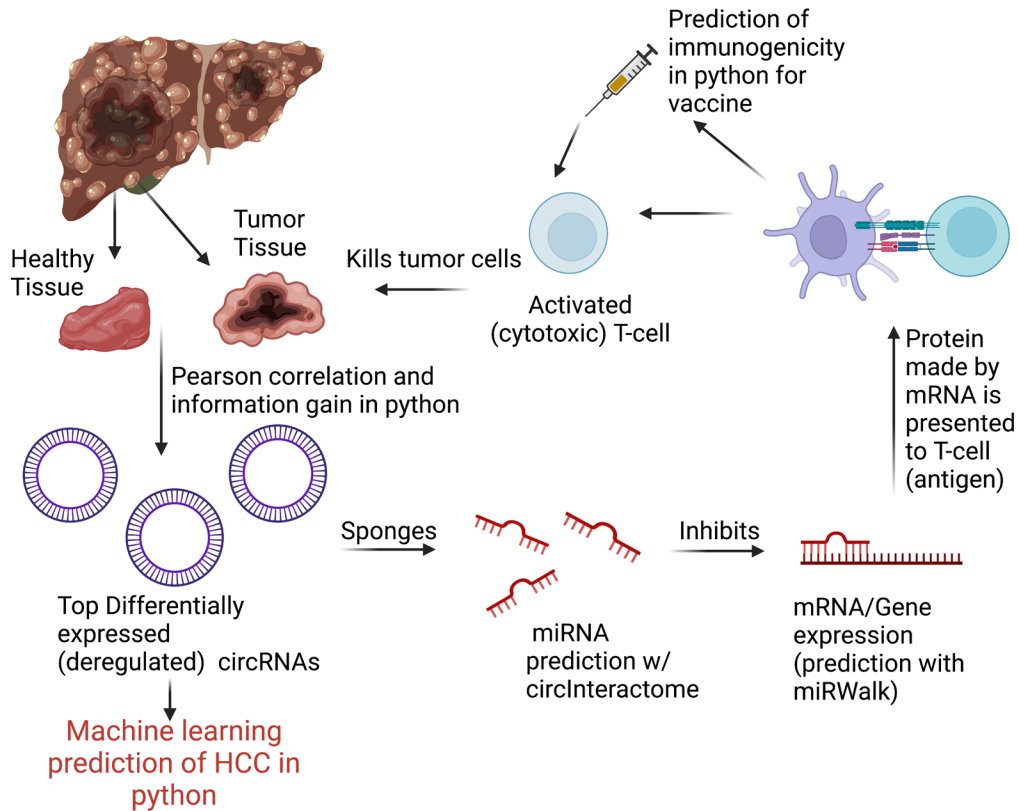 Prediction of
immunogenicity
in python for
vaccine
Tumor
Tissue
Healthy
Tissue
Kills tumor cells
Activated
(cytotoxic) T-cell
Protein
made by
mRNA is
presented
to T-cell
(antigen)
Pearson correlation and
information gain in python
Sponges
Inhibits
Top Differentially
expressed
(deregulated) circRNAs
miRNA
prediction w/
circInteractome
mRNA/Gene
expression
(prediction with
miRWalk)
Machine learning
prediction of HCC in
python